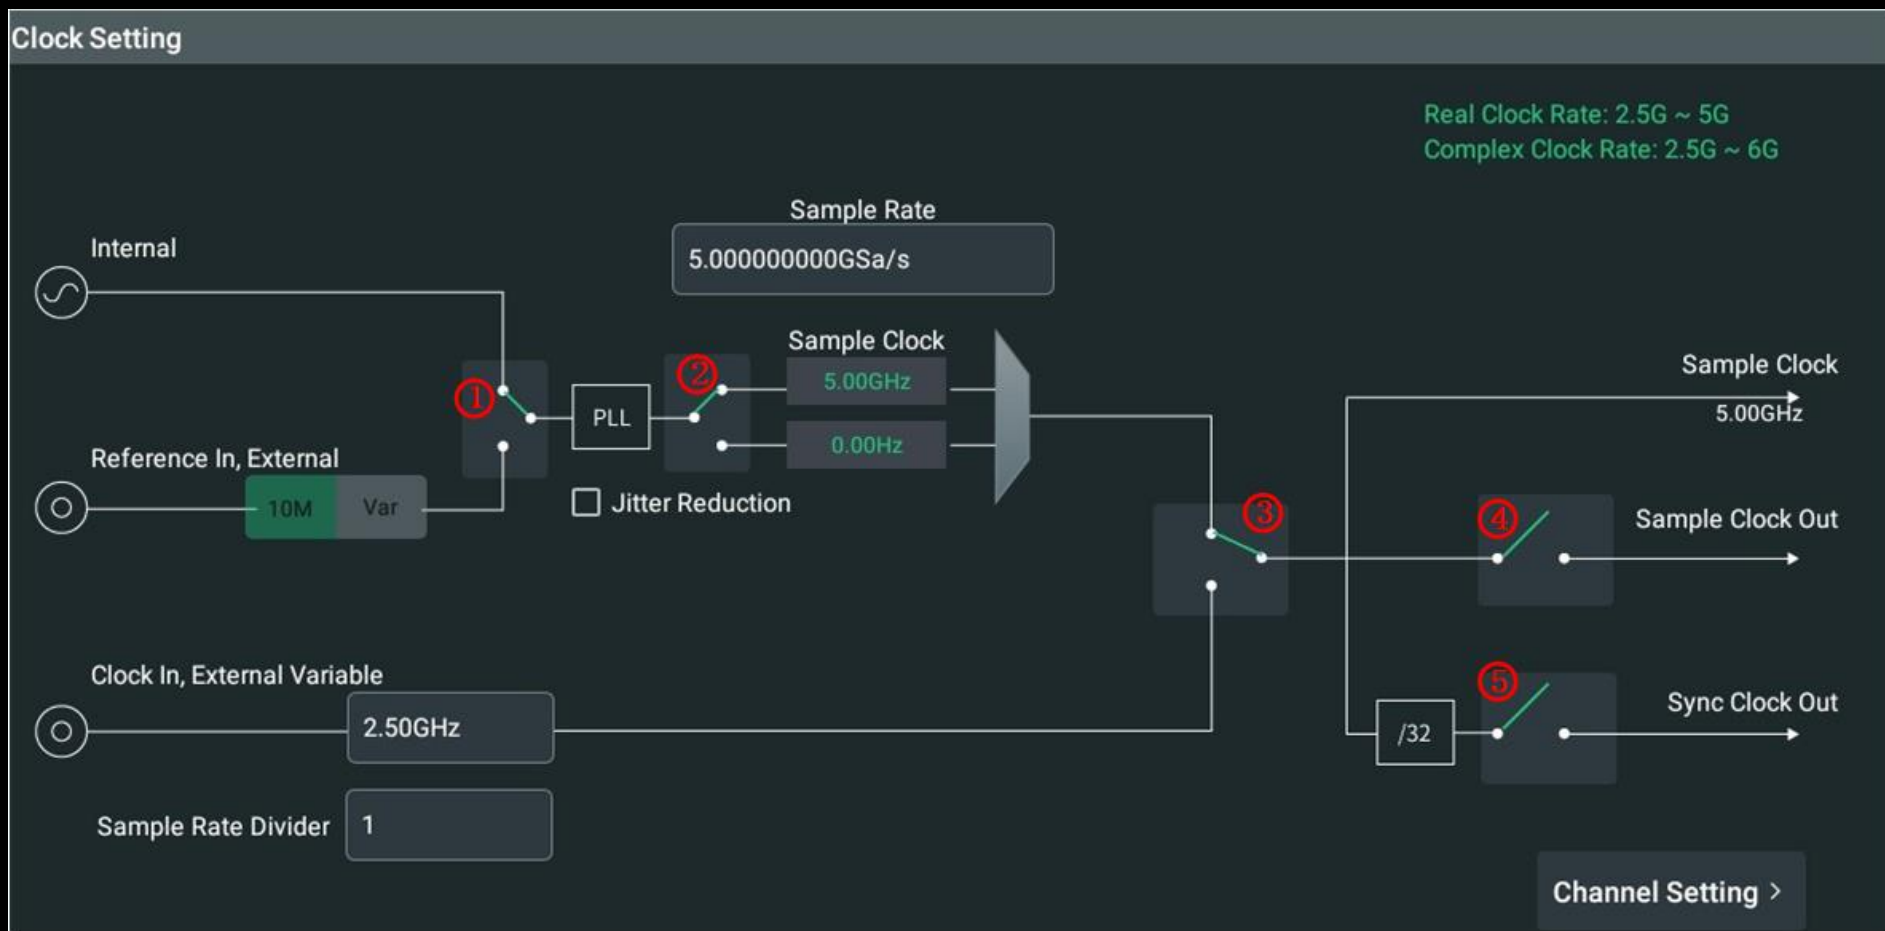 Clock Setting
Real Clock Rate: 2.5G ~ 5G
Complex Clock Rate: 2.5G ~ 6G
Sample Rate
5.000000000GSa/s
Internal
Sample Clock
5.00GHz
①
PLL
②
0.00Hz
Jitter Reduction
Reference In, External
10M
Var
Sample Clock
5.00GHz
③
④
Sample Clock Out
Clock In, External Variable
2.50GHz
/32
⑤
Sync Clock Out
Sample Rate Divider
1
Channel Setting >